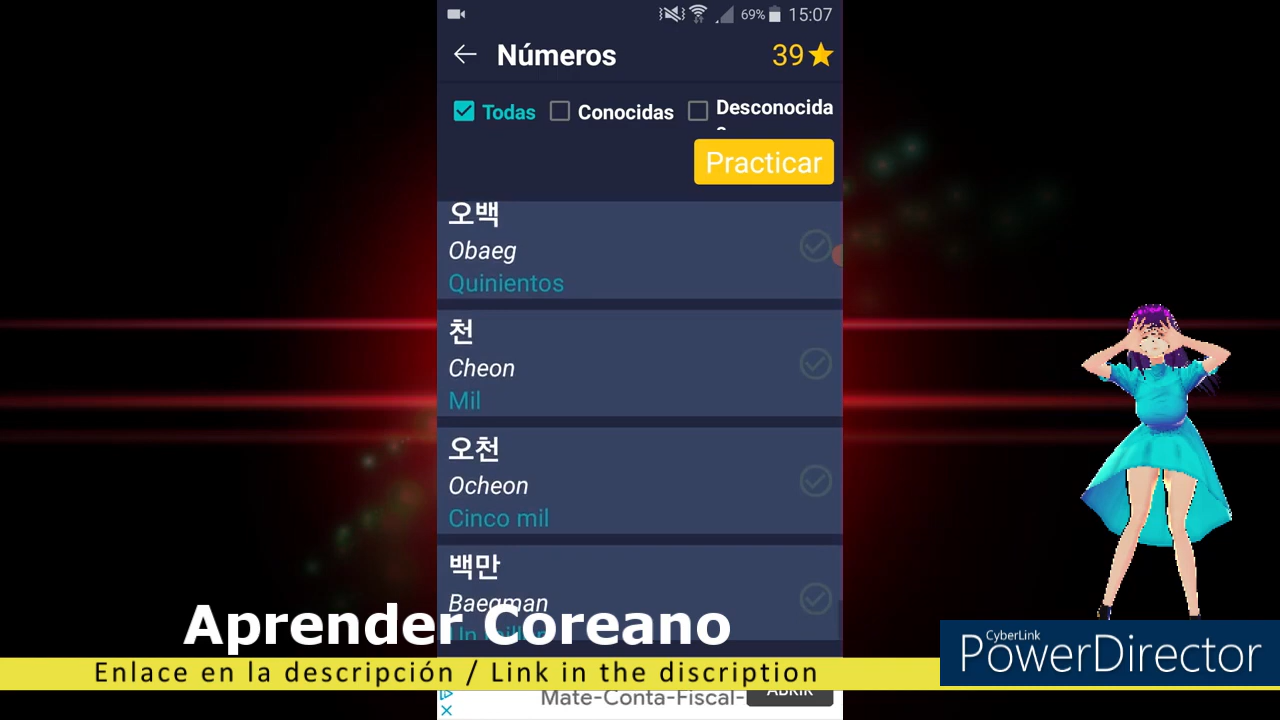 69% 15:07
Números 39
Todas Conocidas Desconocida
Practicar
오백
Obaeg
Quinientos
천
Cheon
Mil
오천
Ocheon
Cinco mil
백만
Baegman
Aprender Coreano
CyberLink
PowerDirector
Enlace en la descripción / Link in the discription
Mate-Conta-Fiscal- ABRIR